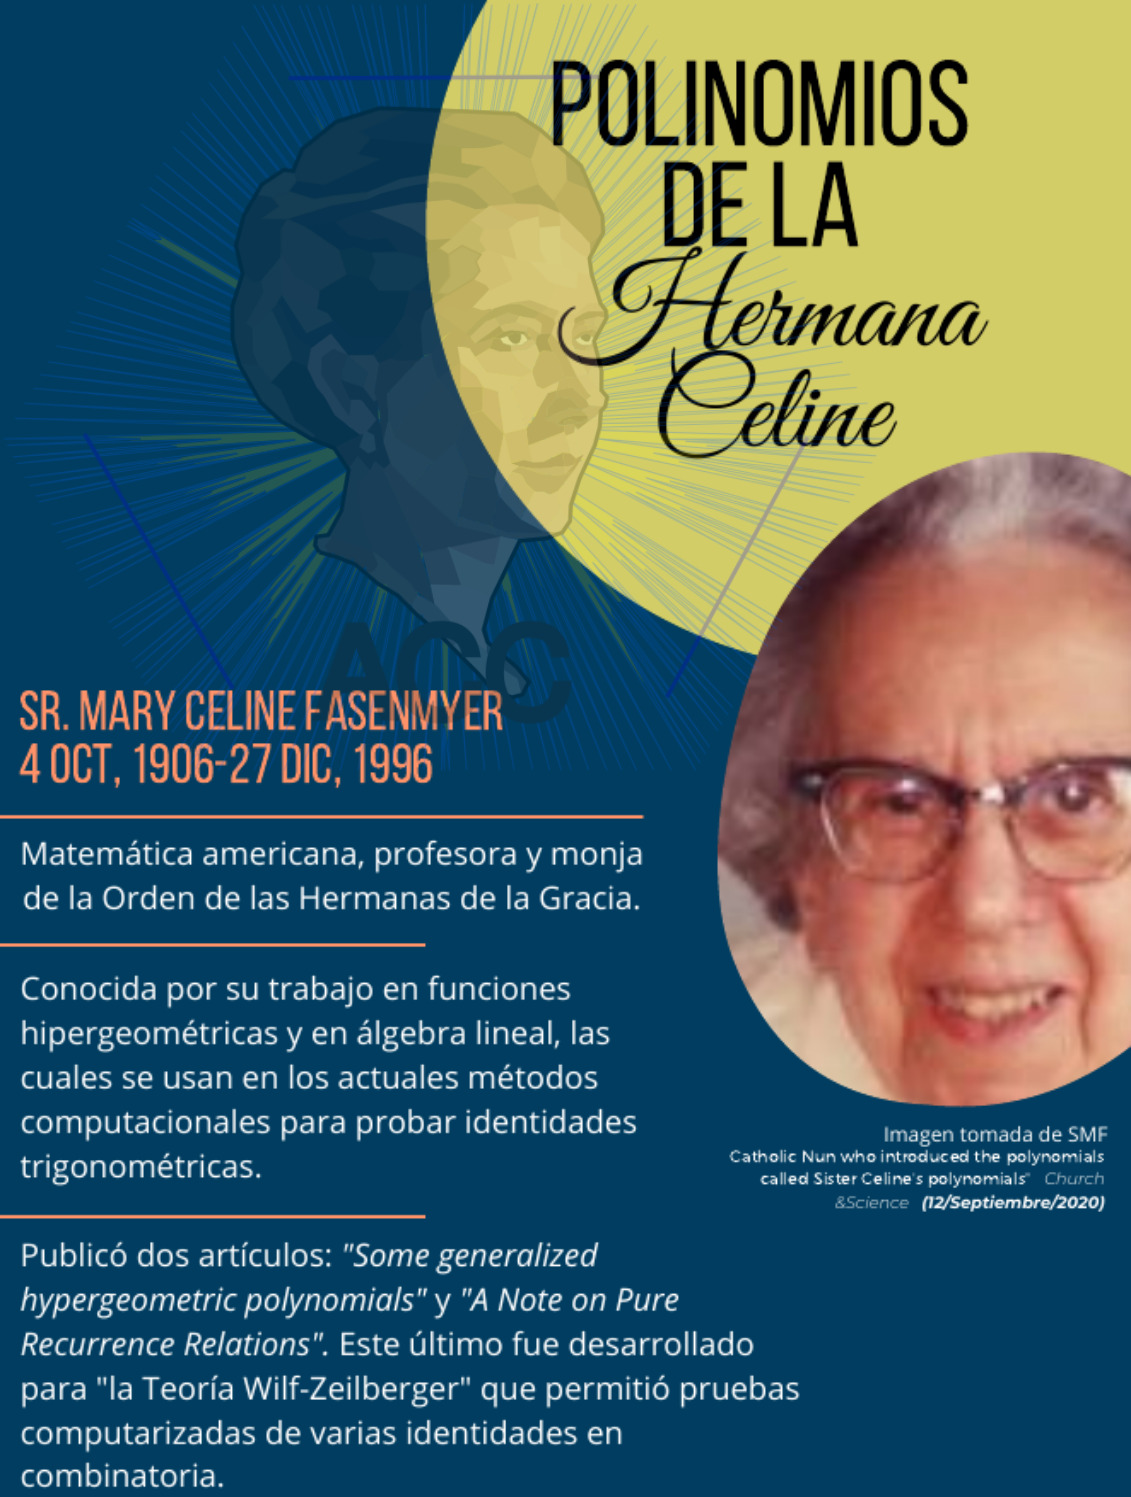 POLINOMIOS
DE LA
Hermana
Celine
ACC
SR. MARY CELINE FASENMYER
4 OCT, 1906-27 DIC, 1996
Matemática americana, profesora y monja
de la Orden de las Hermanas de la Gracia.
Conocida por su trabajo en funciones
hipergeométricas y en álgebra lineal, las
cuales se usan en los actuales métodos
computacionales para probar identidades
trigonométricas.
Imagen tomada de SMF
Catholic Nun who introduced the polynomials
called Sister Celine's polynomials" Church
&Science (12/Septiembre/2020)
Publicó dos artículos: "Some generalized
hypergeometric polynomials" y "A Note on Pure
Recurrence Relations". Este último fue desarrollado
para "la Teoría Wilf-Zeilberger" que permitió pruebas
computarizadas de varias identidades en
combinatoria.